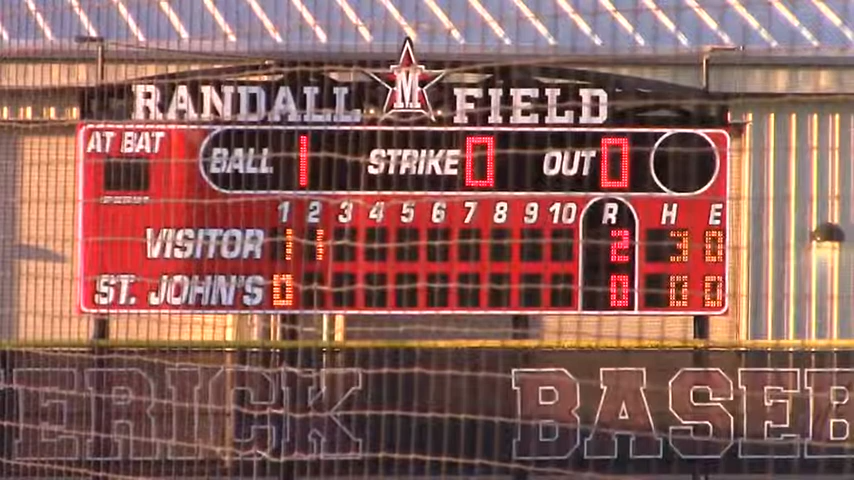 RANDALL M FIELD
AT BAT
BALL 1 STRIKE 0 OUT 0
1 2 3 4 5 6 7 8 9 10 R H E
VISITOR 1 1 2 3 0
ST. JOHN'S 0 0 0 0
ERICK BASEB